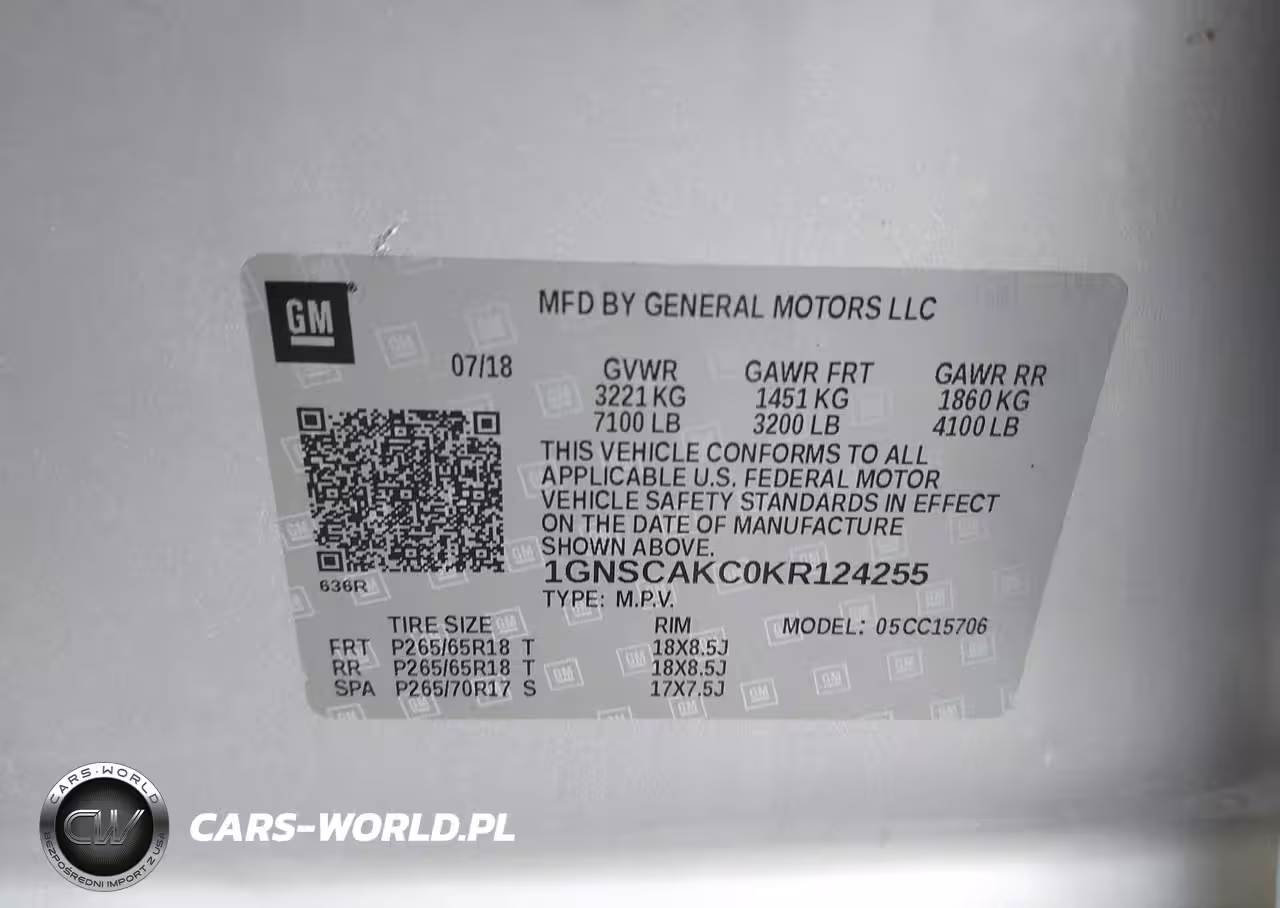 GM
MFD BY GENERAL MOTORS LLC
07/18
GVWR GAWR FRT GAWR RR
3221 KG 1451 KG 1860 KG
7100 LB 3200 LB 4100 LB
THIS VEHICLE CONFORMS TO ALL
APPLICABLE U.S. FEDERAL MOTOR
VEHICLE SAFETY STANDARDS IN EFFECT
ON THE DATE OF MANUFACTURE
SHOWN ABOVE.
1GNSCAKC0KR124255
636R
TYPE: M.P.V.
TIRE SIZE RIM MODEL: 05CC15706
FRT P265/65R18 T 18X8.5J
RR P265/65R18 T 18X8.5J
SPA P265/70R17 S 17X7.5J
CARS-WORLD
CW
BEZPOŚREDNI IMPORT Z USA
CARS-WORLD.PL